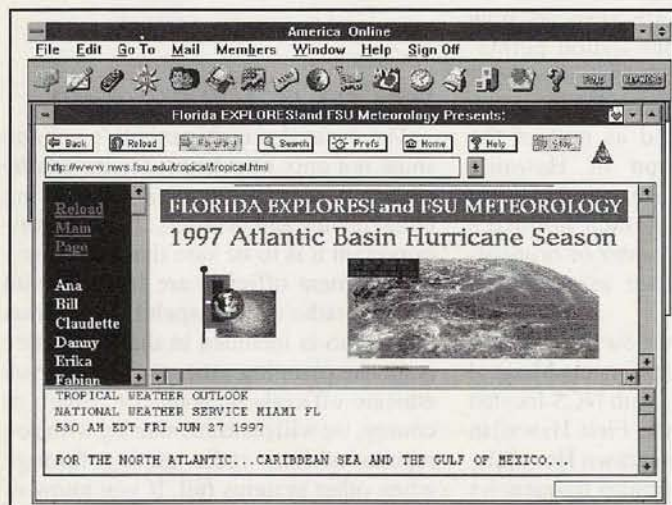 America Online
File Edit Go To Mail Members Window Help Sign Off
Florida EXPLORES!and FSU Meteorology Presents:
Back Reload Forward Search Prefs Home Help Stop
http://www.nws.fsu.edu/tropical/tropical.html
Reload
Main
Page
Ana
Bill
Claudette
Danny
Erika
Fabian
FLORIDA EXPLORES! and FSU METEOROLOGY
1997 Atlantic Basin Hurricane Season
TROPICAL WEATHER OUTLOOK
NATIONAL WEATHER SERVICE MIAMI FL
530 AM EDT FRI JUN 27 1997
FOR THE NORTH ATLANTIC...CARIBBEAN SEA AND THE GULF OF MEXICO...